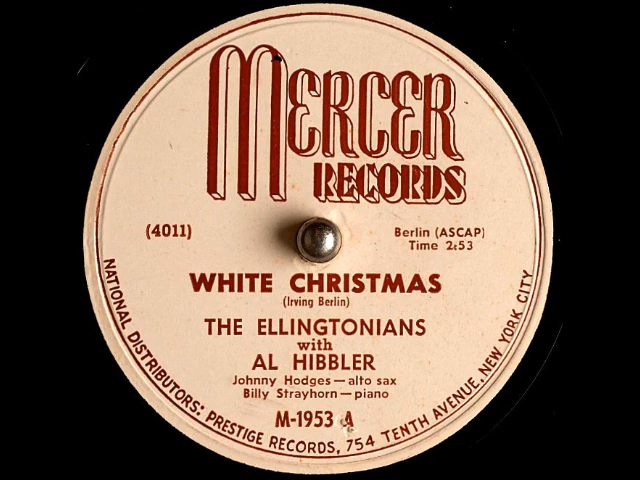 MERCER
RECORDS
(4011)
Berlin (ASCAP)
Time 2:53
WHITE CHRISTMAS
(Irving Berlin)
THE ELLINGTONIANS
with
AL HIBBLER
Johnny Hodges—alto sax
Billy Strayhorn—piano
M-1953 A
NATIONAL DISTRIBUTORS: PRESTIGE RECORDS, 754 TENTH AVENUE, NEW YORK CITY